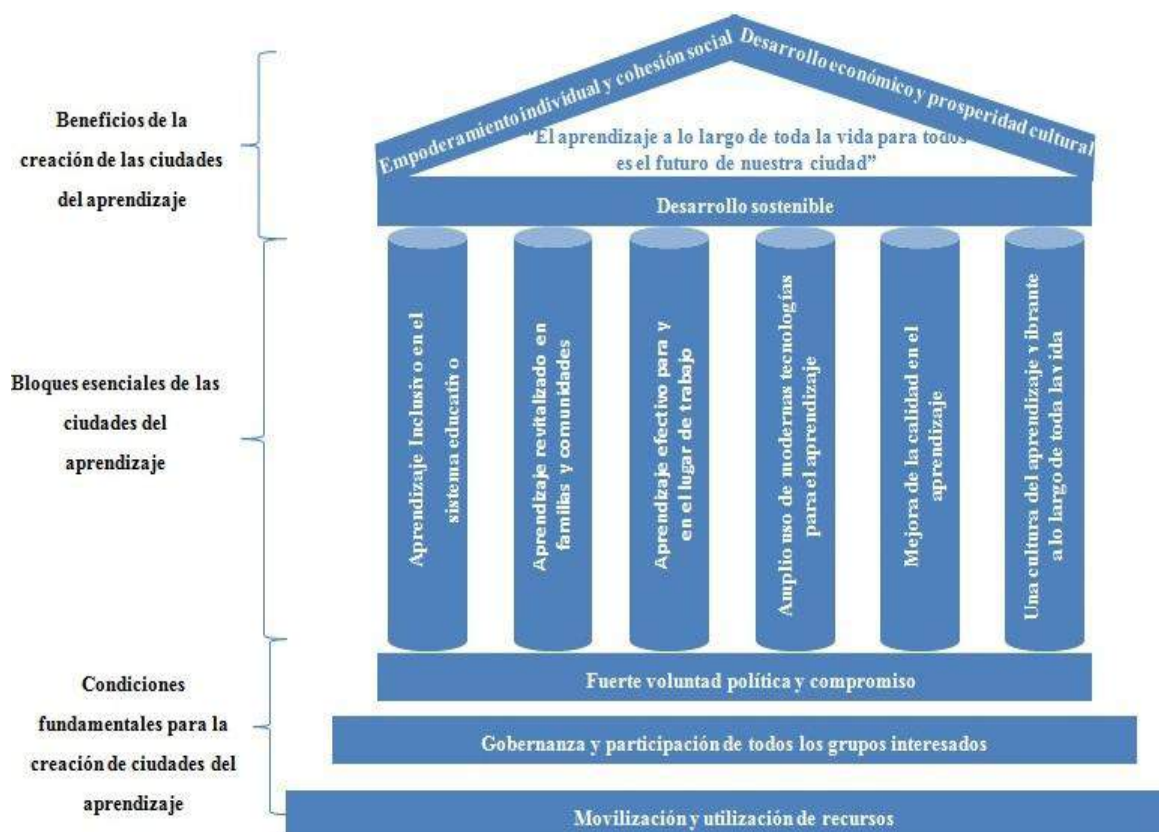 Empoderamiento individual y cohesión social
Desarrollo económico y prosperidad cultural
"El aprendizaje a lo largo de toda la vida para todos
es el futuro de nuestra ciudad”
Desarrollo sostenible
Beneficios de la
creación de las ciudades
del aprendizaje
Bloques esenciales de las
ciudades del
aprendizaje
Aprendizaje Inclusivo en el
sistema educativo
Aprendizaje revitalizado en
familias y comunidades
Aprendizaje efectivo para y
en el lugar de trabajo
Amplio uso de modernas tecnologías
para el aprendizaje
Mejora de la calidad en el
aprendizaje
Una cultura del aprendizaje vibrante
a lo largo de toda la vida
Condiciones
fundamentales para la
creación de ciudades del
aprendizaje
Fuerte voluntad política y compromiso
Gobernanza y participación de todos los grupos interesados
Movilización y utilización de recursos